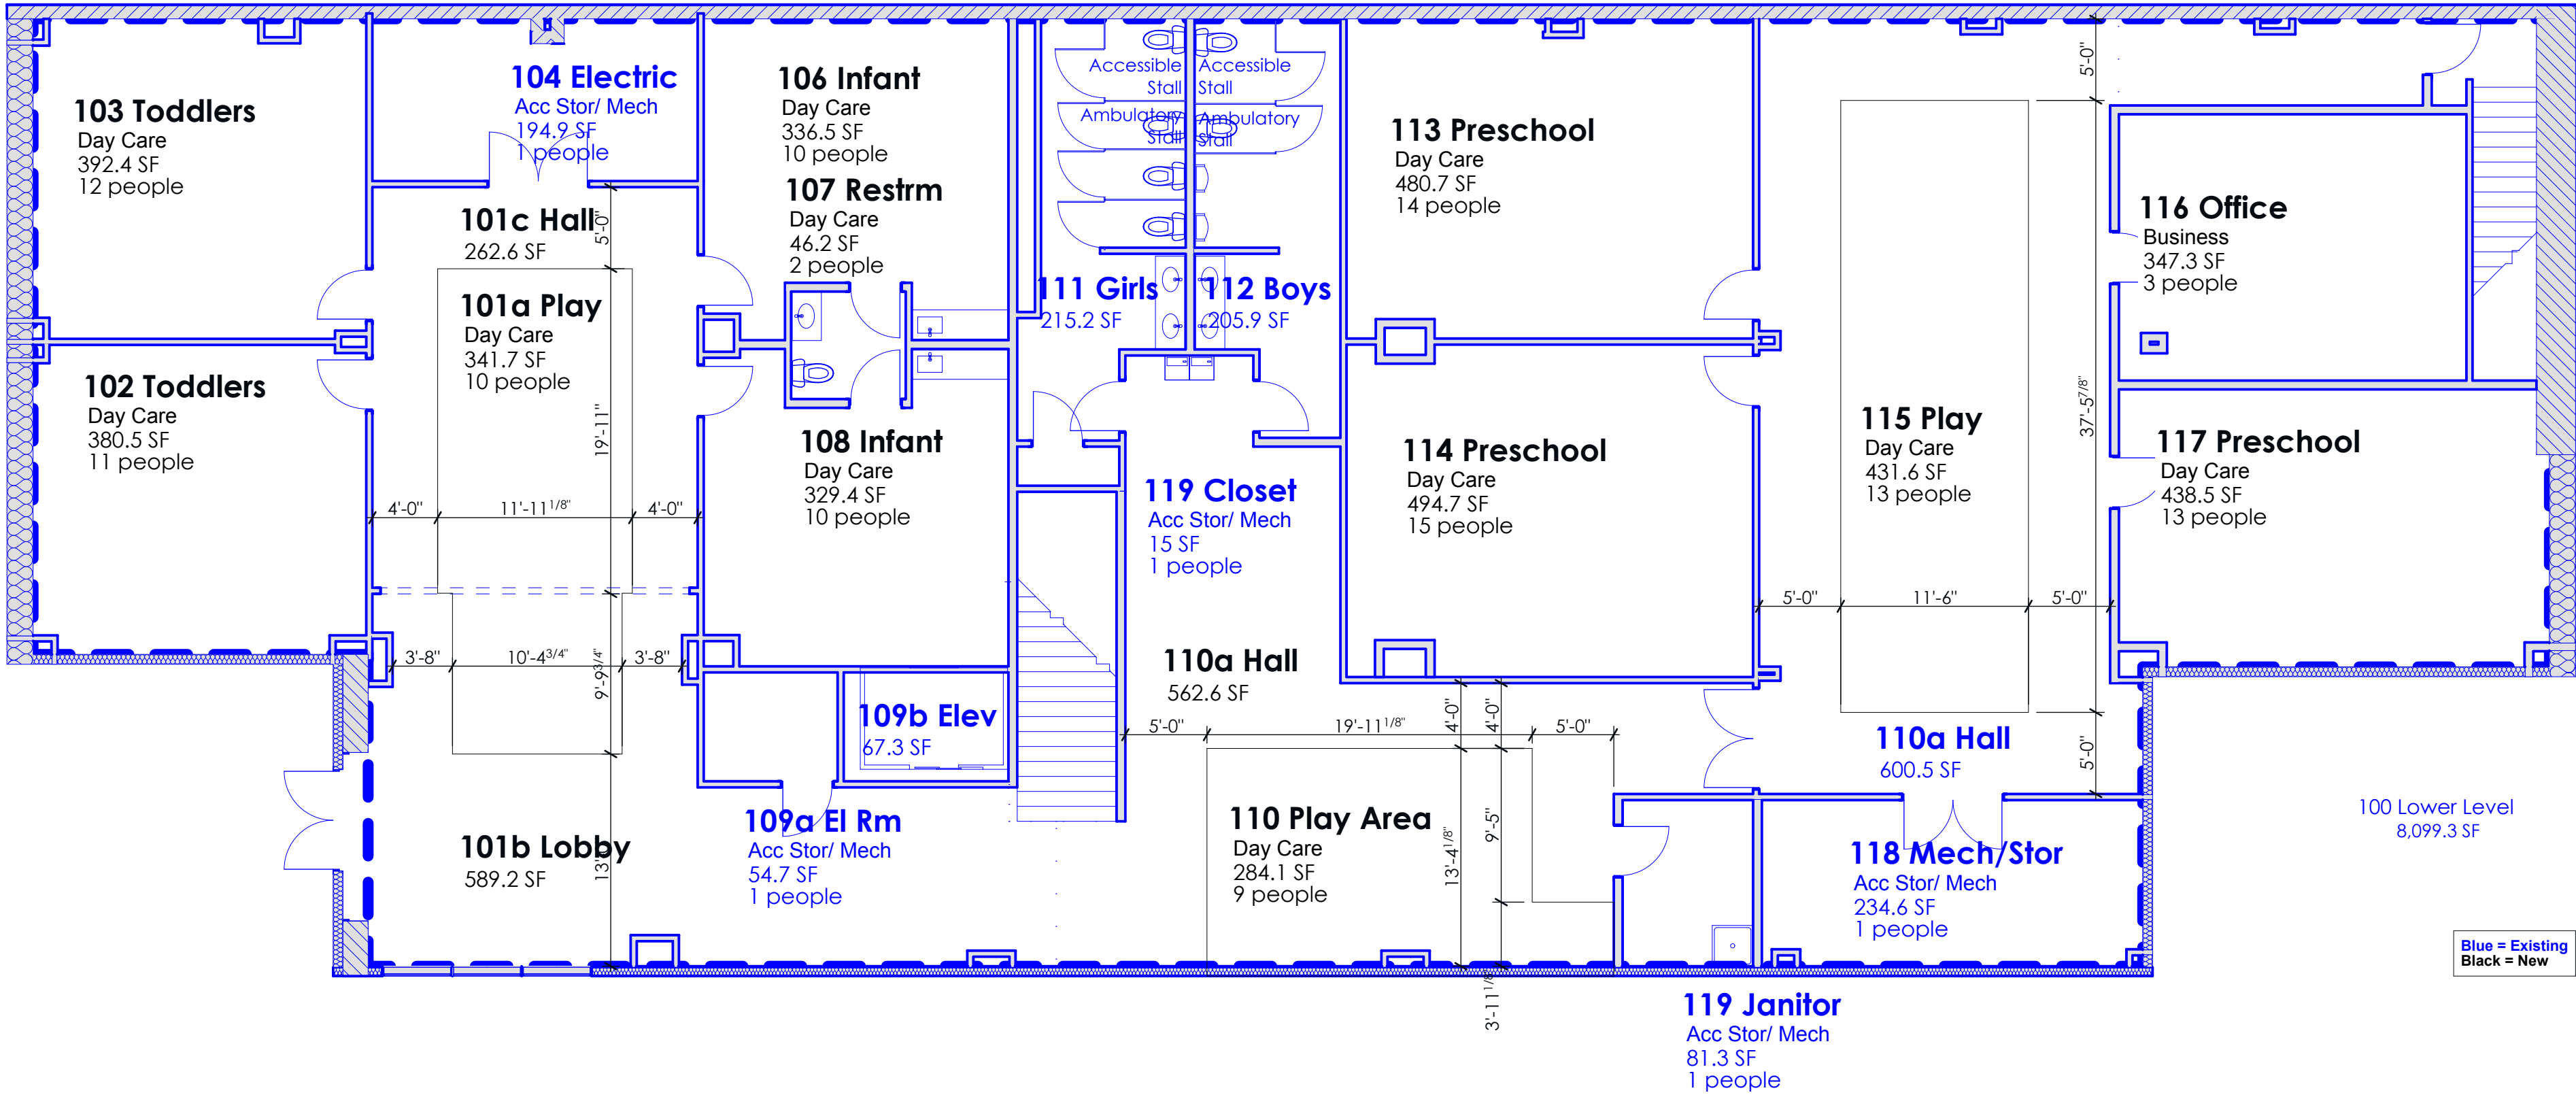 103 Toddlers
Day Care
392.4 SF
12 people
104 Electric
Acc Stor/ Mech
194.9 SF
1 people
106 Infant
Day Care
336.5 SF
10 people
107 Restrm
Day Care
46.2 SF
2 people
Accessible
Stall
Accessible
Stall
Ambulatory
Stall
Ambulatory
Stall
113 Preschool
Day Care
480.7 SF
14 people
5'-0"
116 Office
Business
347.3 SF
3 people
101c Hall
262.6 SF
5'-0"
101a Play
Day Care
341.7 SF
10 people
111 Girls
215.2 SF
112 Boys
205.9 SF
102 Toddlers
Day Care
380.5 SF
11 people
19'-11"
108 Infant
Day Care
329.4 SF
10 people
114 Preschool
Day Care
494.7 SF
15 people
115 Play
Day Care
431.6 SF
13 people
37'-5 7/8"
117 Preschool
Day Care
438.5 SF
13 people
4'-0"
11'-11 1/8"
4'-0"
119 Closet
Acc Stor/ Mech
15 SF
1 people
5'-0"
11'-6"
5'-0"
3'-8"
10'-4 3/4"
3'-8"
9'-9 3/4"
110a Hall
562.6 SF
109b Elev
67.3 SF
5'-0"
19'-11 1/8"
4'-0"
4'-0"
5'-0"
110a Hall
600.5 SF
5'-0"
101b Lobby
589.2 SF
109a El Rm
Acc Stor/ Mech
54.7 SF
1 people
110 Play Area
Day Care
284.1 SF
9 people
13'-4 1/8"
9'-5"
118 Mech/Stor
Acc Stor/ Mech
234.6 SF
1 people
100 Lower Level
8,099.3 SF
3'-11 1/8"
119 Janitor
Acc Stor/ Mech
81.3 SF
1 people
Blue = Existing
Black = New